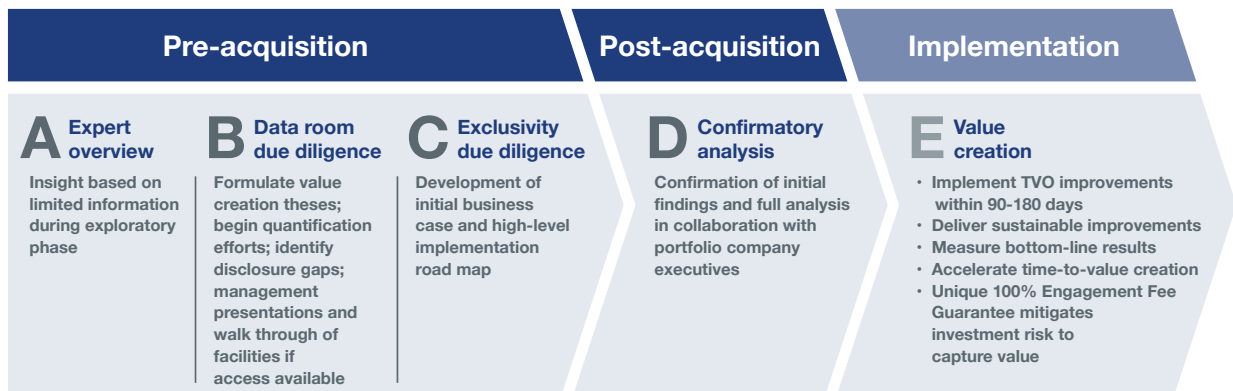 Pre-acquisition
Post-acquisition
Implementation
A Expert
overview
Insight based on
limited information
during exploratory
phase
B Data room
due diligence
Formulate value
creation theses;
begin quantification
efforts; identify
disclosure gaps;
management
presentations and
walk through of
facilities if
access available
C Exclusivity
due diligence
Development of
initial business
case and high-level
implementation
road map
D Confirmatory
analysis
Confirmation of initial
findings and full analysis
in collaboration with
portfolio company
executives
E Value
creation
• Implement TVO improvements
within 90-180 days
• Deliver sustainable improvements
• Measure bottom-line results
• Accelerate time-to-value creation
• Unique 100% Engagement Fee
Guarantee mitigates
investment risk to
capture value